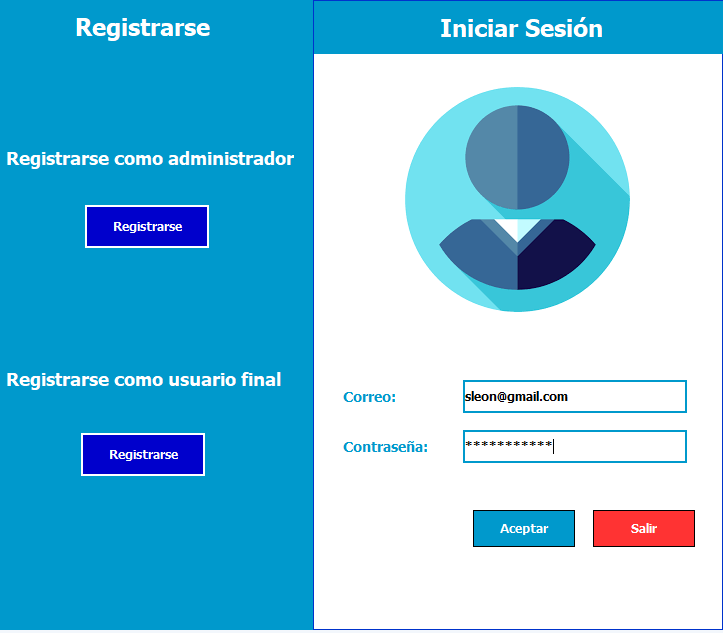 Registrarse
Registrarse como administrador
Registrarse
Registrarse como usuario final
Registrarse
Iniciar Sesión
Correo:
sleon@gmail.com
Contraseña:
***********
Aceptar
Salir